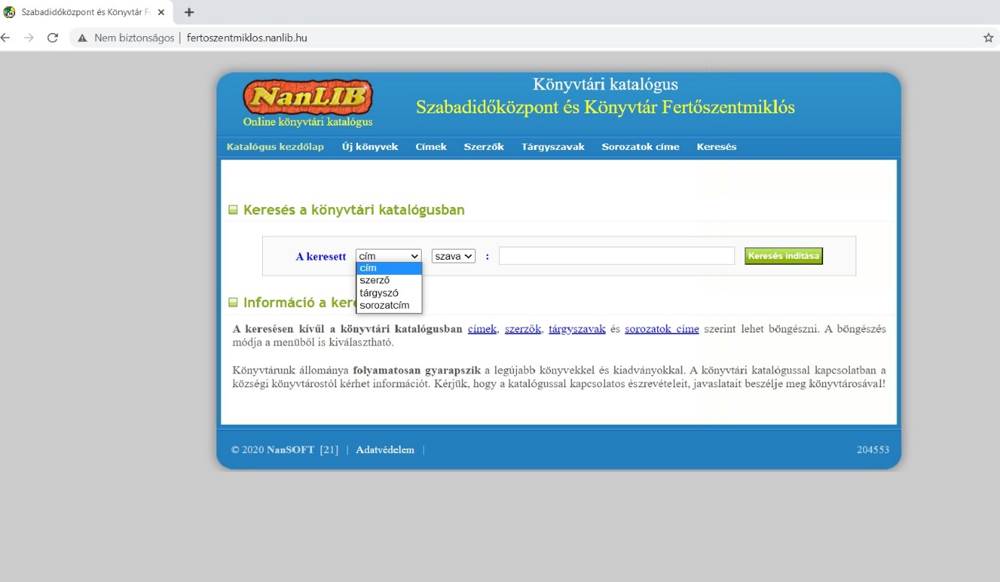 Szabadidőközpont és Könyvtár F
Nem biztonságos | fertoszentmiklos.nanlib.hu
NanLIB
Online könyvtári katalógus
Könyvtári katalógus
Szabadidőközpont és Könyvtár Fertőszentmiklós
Katalógus kezdőlap Új könyvek Címek Szerzők Tárgyszavak Sorozatok címe Keresés
Keresés a könyvtári katalógusban
A keresett cím szava : Keresés indítása
cím
szerző
tárgyszó
sorozatcím
Információ a ker
A keresésen kívűl a könyvtári katalógusban címek, szerzők, tárgyszavak és sorozatok címe szerint lehet böngészni. A böngészés
módja a menüből is kiválasztható.
Könyvtárunk állománya folyamatosan gyarapszik a legújabb könyvekkel és kiadványokkal. A könyvtári katalógussal kapcsolatban a
községi könyvtárostól kérhet információt. Kérjük, hogy a katalógussal kapcsolatos észrevételeit, javaslatait beszélje meg könyvtárosával!
© 2020 NanSOFT [21] | Adatvédelem | 204553